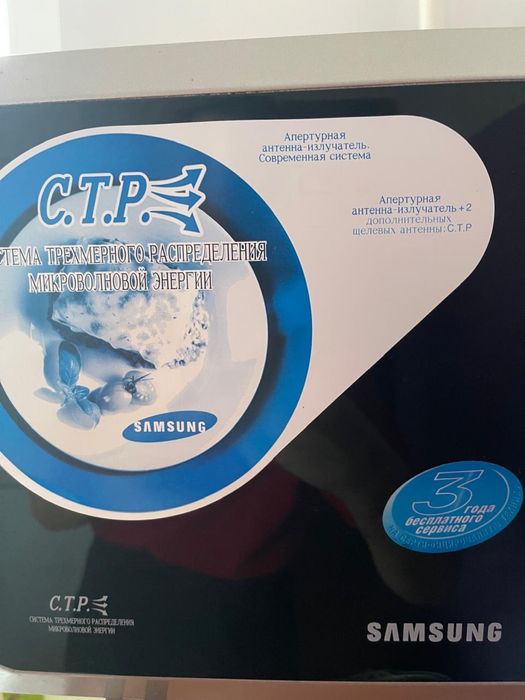 Апертурная
антенна-излучатель.
Современная система
Апертурная
антенна-излучатель + 2
дополнительных
щелевых антенны: С.Т.Р
С.Т.Р.
СТЕМА ТРЕХМЕРНОГО РАСПРЕДЕЛЕНИЯ
МИКРОВОЛНОВОЙ ЭНЕРГИИ
SAMSUNG
3 года
бесплатного
сервиса
С.Т.Р.
СИСТЕМА ТРЕХМЕРНОГО РАСПРЕДЕЛЕНИЯ
МИКРОВОЛНОВОЙ ЭНЕРГИИ
SAMSUNG